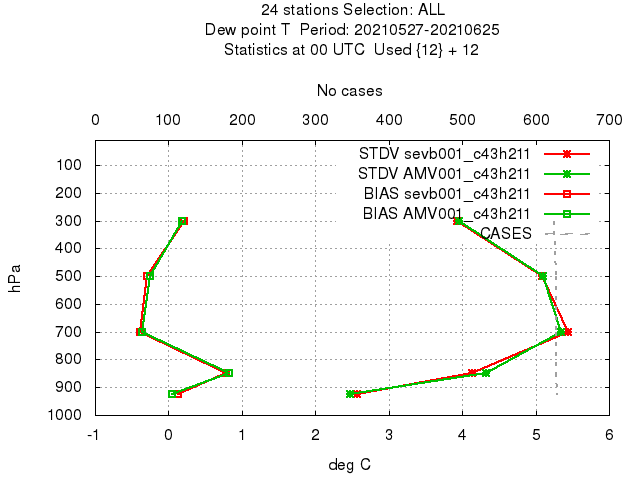 24 stations Selection: ALL
Dew point T  Period: 20210527-20210625
Statistics at 00 UTC  Used {12} + 12
No cases
0 100 200 300 400 500 600 700
STDV sevb001_c43h211
STDV AMV001_c43h211
BIAS sevb001_c43h211
BIAS AMV001_c43h211
CASES
100
200
300
400
500
600
700
800
900
1000
hPa
-1 0 1 2 3 4 5 6
deg C